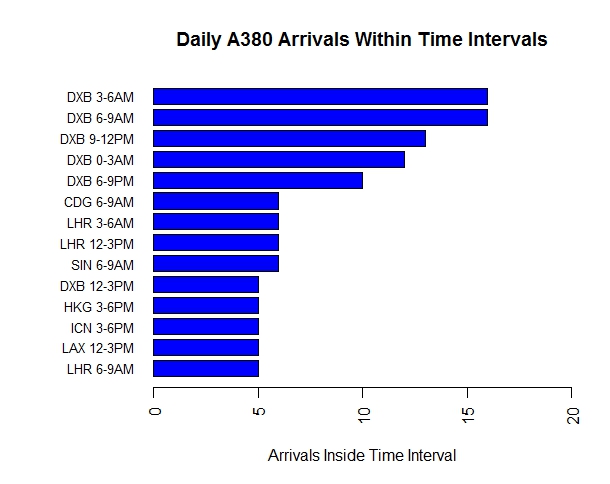 Daily A380 Arrivals Within Time Intervals
DXB 3-6AM
DXB 6-9AM
DXB 9-12PM
DXB 0-3AM
DXB 6-9PM
CDG 6-9AM
LHR 3-6AM
LHR 12-3PM
SIN 6-9AM
DXB 12-3PM
HKG 3-6PM
ICN 3-6PM
LAX 12-3PM
LHR 6-9AM
0 5 10 15 20
Arrivals Inside Time Interval